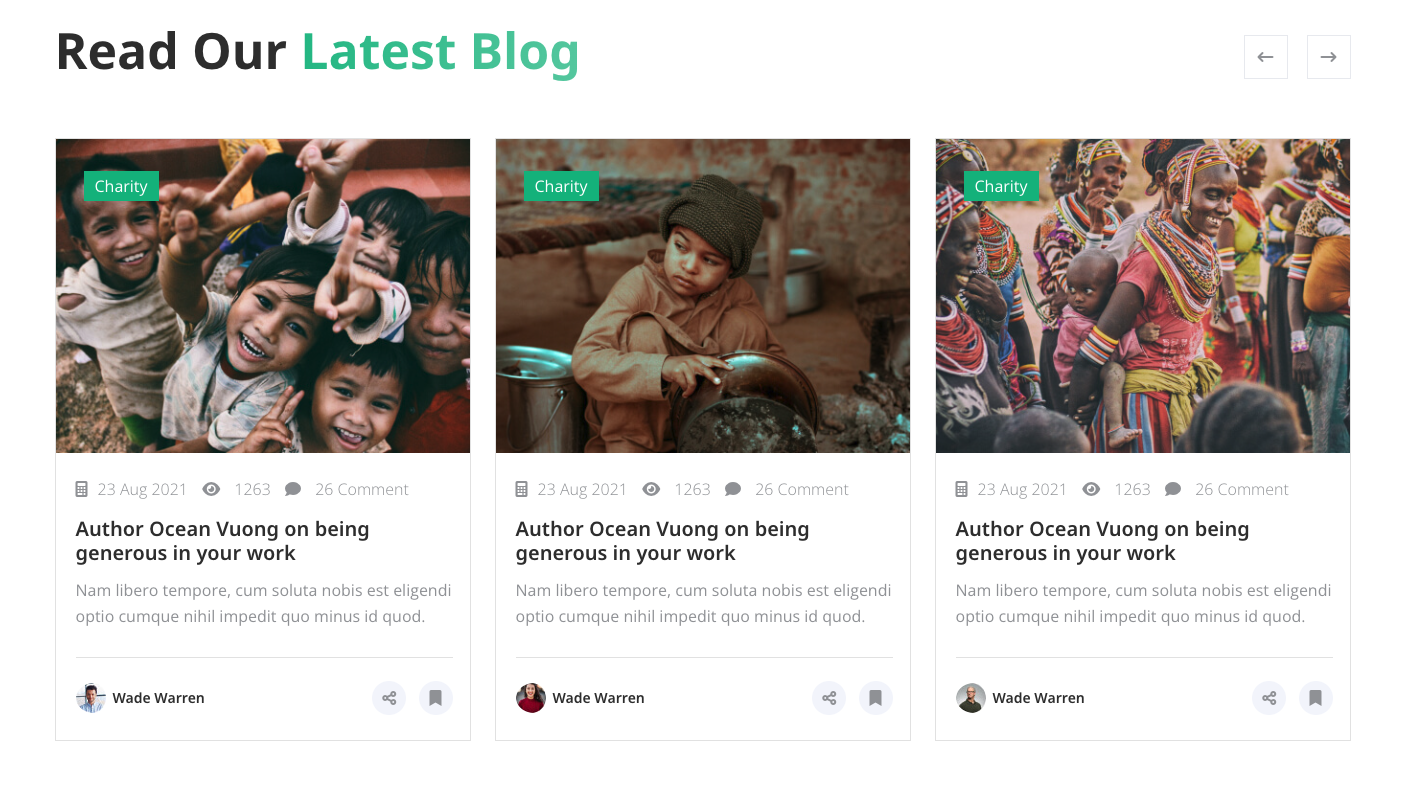 Read Our Latest Blog
Charity
23 Aug 2021 1263 26 Comment
Author Ocean Vuong on being
generous in your work
Nam libero tempore, cum soluta nobis est eligendi
optio cumque nihil impedit quo minus id quod.
Wade Warren
Charity
23 Aug 2021 1263 26 Comment
Author Ocean Vuong on being
generous in your work
Nam libero tempore, cum soluta nobis est eligendi
optio cumque nihil impedit quo minus id quod.
Wade Warren
Charity
23 Aug 2021 1263 26 Comment
Author Ocean Vuong on being
generous in your work
Nam libero tempore, cum soluta nobis est eligendi
optio cumque nihil impedit quo minus id quod.
Wade Warren